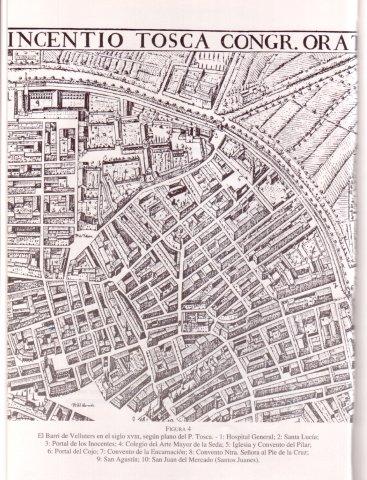 INCENTIO TOSCA CONGR. ORAT
FIGURA 4
El Barri de Velluters en el siglo XVIII, según plano del P. Tosca. - 1: Hospital General; 2: Santa Lucía;
3: Portal de los Inocentes; 4: Colegio del Arte Mayor de la Seda; 5: Iglesia y Convento del Pilar;
6: Portal del Cojo; 7: Convento de la Encarnación; 8: Convento Ntra. Señora al Pie de la Cruz;
9: San Agustín; 10: San Juan del Mercado (Santos Juanes).